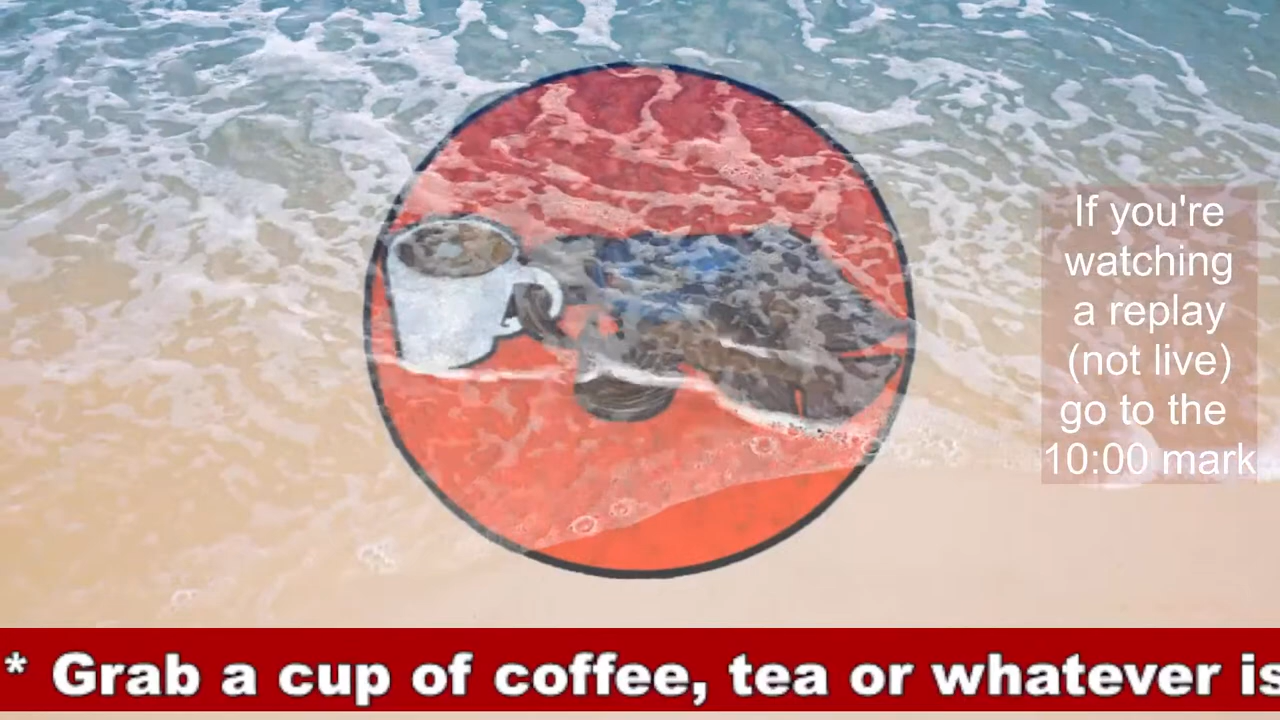 If you're
watching
a replay
(not live)
go to the
10:00 mark
* Grab a cup of coffee, tea or whatever is